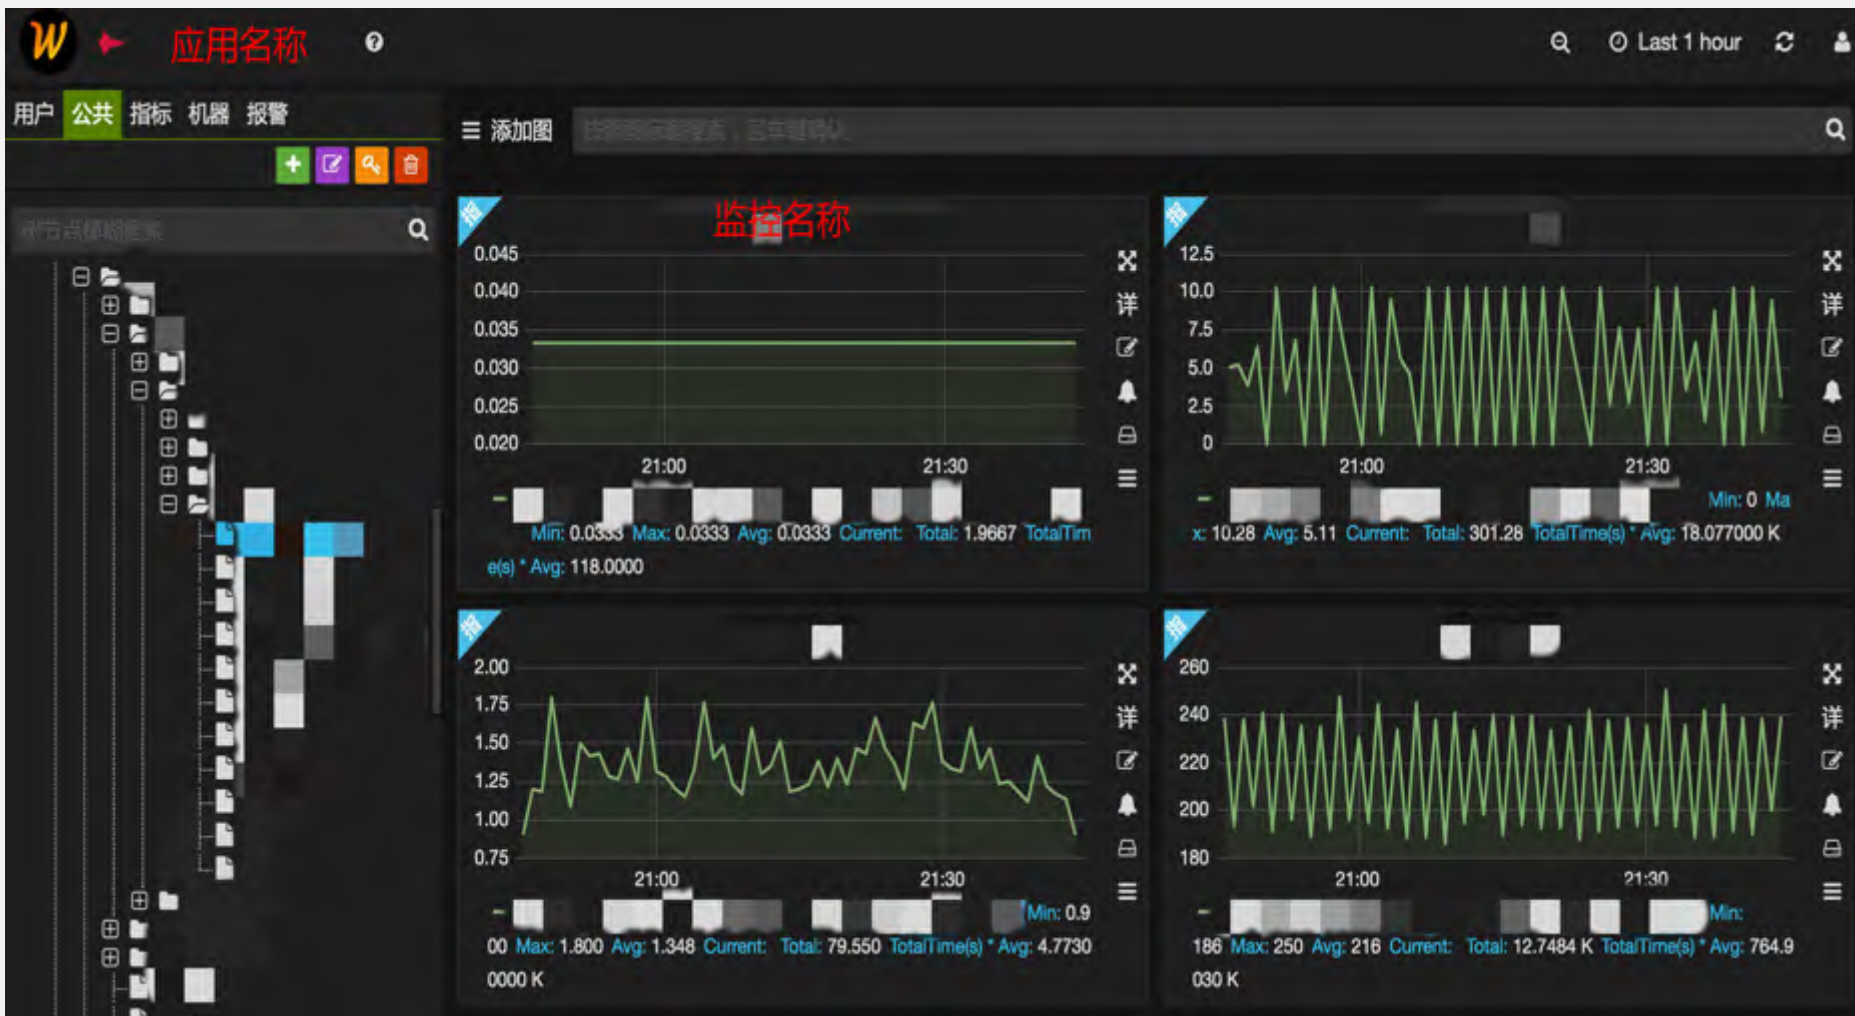 W 应用名称
Last 1 hour
用户 公共 指标 机器 报警
添加图
监控名称
0.045
0.040
0.035
0.030
0.025
0.020
21:00 21:30
Min: 0.0333 Max: 0.0333 Avg: 0.0333 Current: Total: 1.9667 TotalTim
e(s) * Avg: 118.0000
详
12.5
10.0
7.5
5.0
2.5
0
21:00 21:30
Min: 0 Ma
x: 10.28 Avg: 5.11 Current: Total: 301.28 TotalTime(s) * Avg: 18.077000 K
详
2.00
1.75
1.50
1.25
1.00
0.75
21:00 21:30
Min: 0.9
00 Max: 1.800 Avg: 1.348 Current: Total: 79.550 TotalTime(s) * Avg: 4.7730
0000 K
详
260
240
220
200
180
21:00 21:30
Min:
186 Max: 250 Avg: 216 Current: Total: 12.7484 K TotalTime(s) * Avg: 764.9
030 K
详